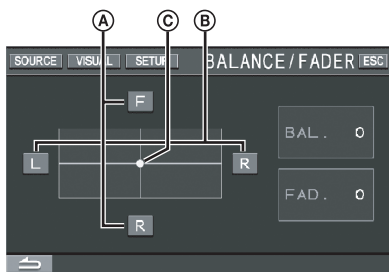 A C B
SOURCE VISUAL SETUP BALANCE/FADER ESC
F
BAL. 0
L R
FAD. 0
R